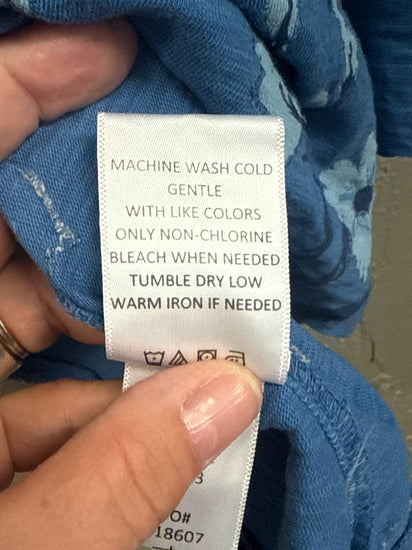 MACHINE WASH COLD
GENTLE
WITH LIKE COLORS
ONLY NON-CHLORINE
BLEACH WHEN NEEDED
TUMBLE DRY LOW
WARM IRON IF NEEDED
O#
18607